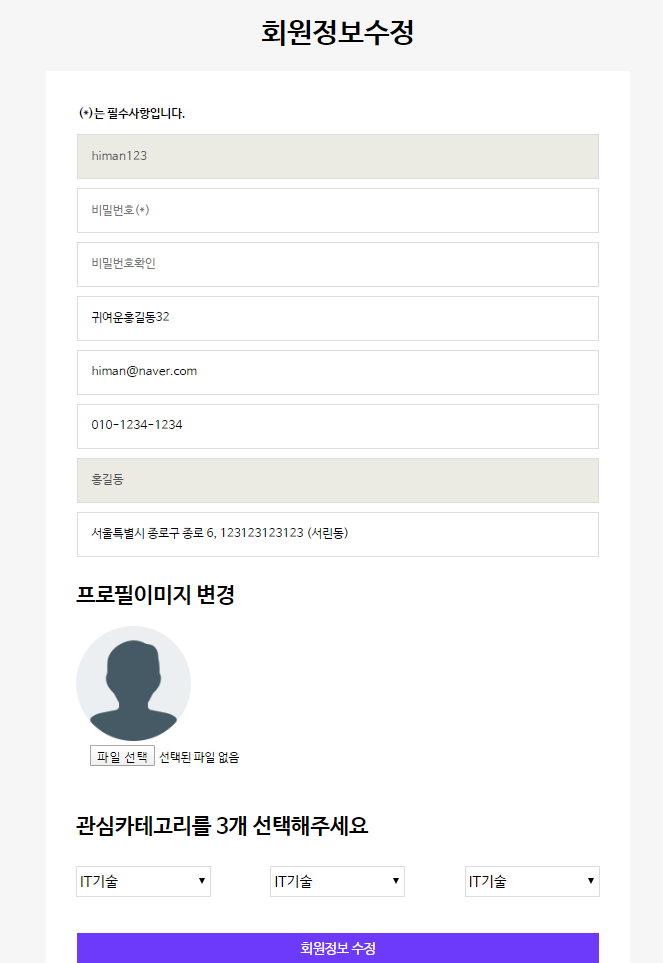 회원정보수정
(*)는 필수사항입니다.
himan123
비밀번호(*)
비밀번호확인
귀여운홍길동32
himan@naver.com
010-1234-1234
홍길동
서울특별시 종로구 종로 6, 123123123123 (서린동)
프로필이미지 변경
파일 선택 선택된 파일 없음
관심카테고리를 3개 선택해주세요
IT기술 IT기술 IT기술
회원정보 수정